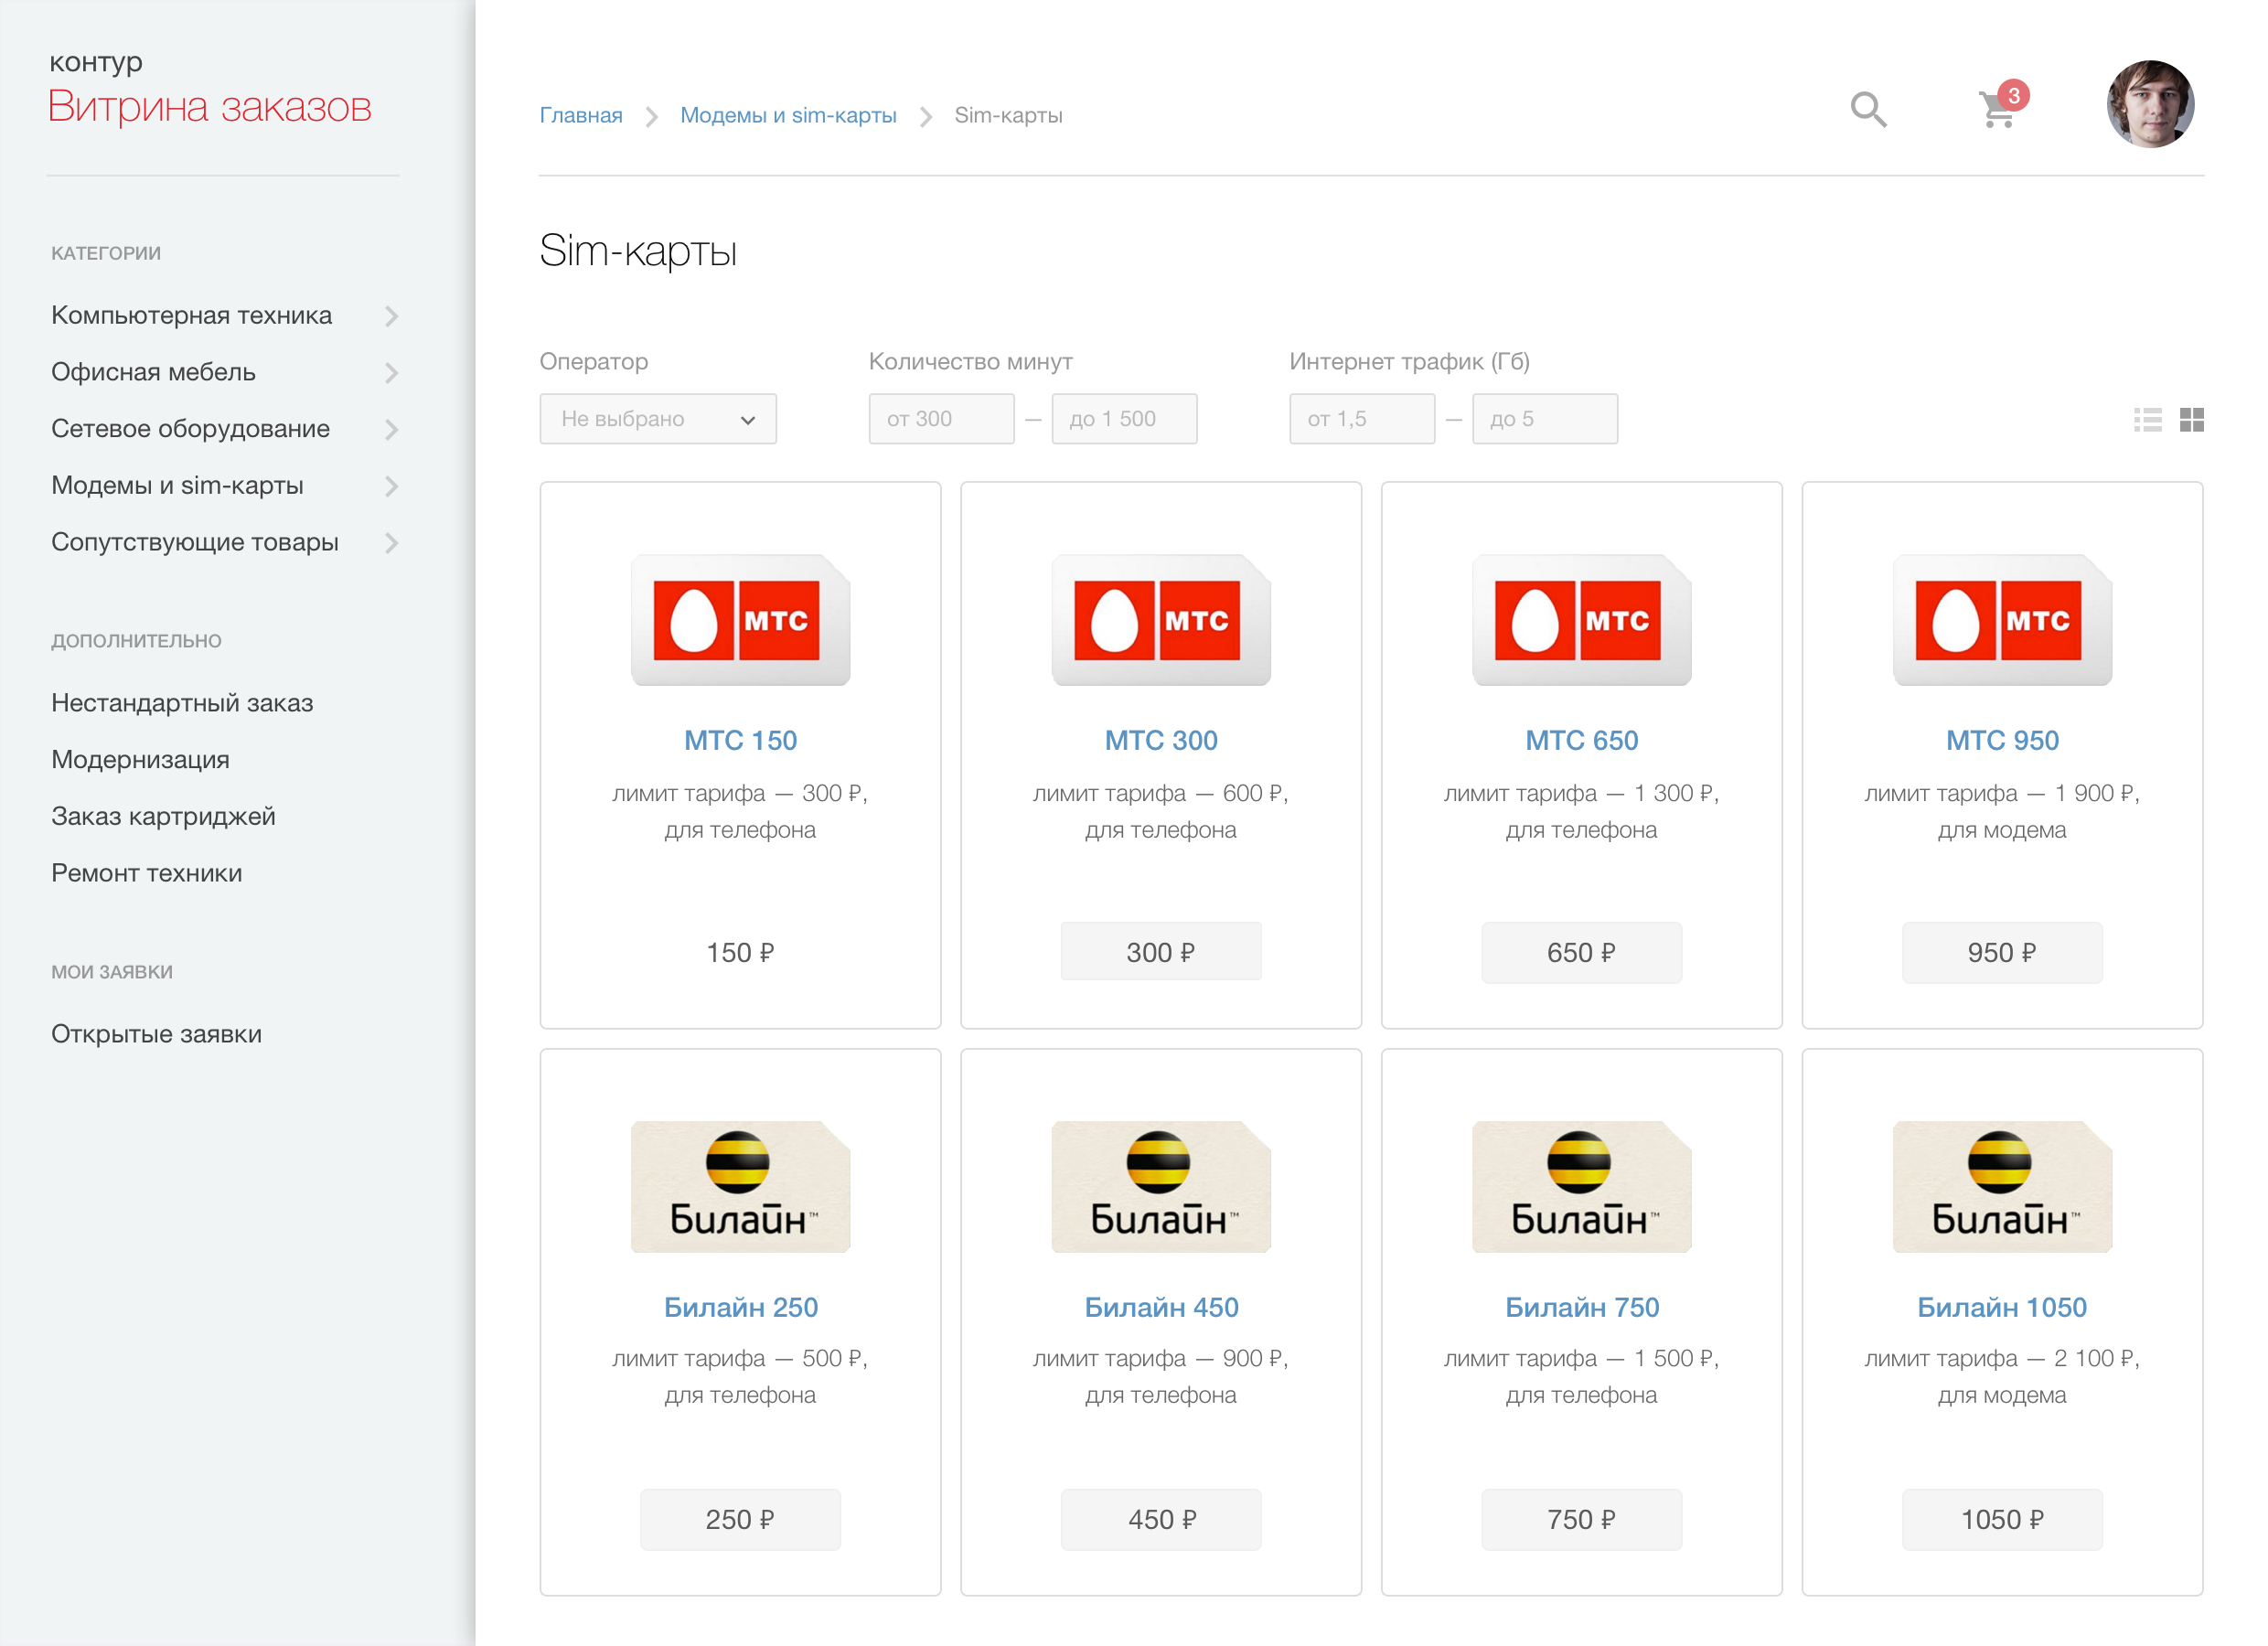 контур
Витрина заказов
КАТЕГОРИИ
Компьютерная техника
Офисная мебель
Сетевое оборудование
Модемы и sim-карты
Сопутствующие товары
ДОПОЛНИТЕЛЬНО
Нестандартный заказ
Модернизация
Заказ картриджей
Ремонт техники
МОИ ЗАЯВКИ
Открытые заявки
Главная Модемы и sim-карты Sim-карты
3
Sim-карты
Оператор Количество минут Интернет трафик (Гб)
Не выбрано от 300 — до 1 500 от 1,5 — до 5
МТС МТС МТС МТС
МТС 150 МТС 300 МТС 650 МТС 950
лимит тарифа — 300 ₽, лимит тарифа — 600 ₽, лимит тарифа — 1 300 ₽, лимит тарифа — 1 900 ₽,
для телефона для телефона для телефона для модема
150 ₽ 300 ₽ 650 ₽ 950 ₽
Билайн™ Билайн™ Билайн™ Билайн™
Билайн 250 Билайн 450 Билайн 750 Билайн 1050
лимит тарифа — 500 ₽, лимит тарифа — 900 ₽, лимит тарифа — 1 500 ₽, лимит тарифа — 2 100 ₽,
для телефона для телефона для телефона для модема
250 ₽ 450 ₽ 750 ₽ 1050 ₽